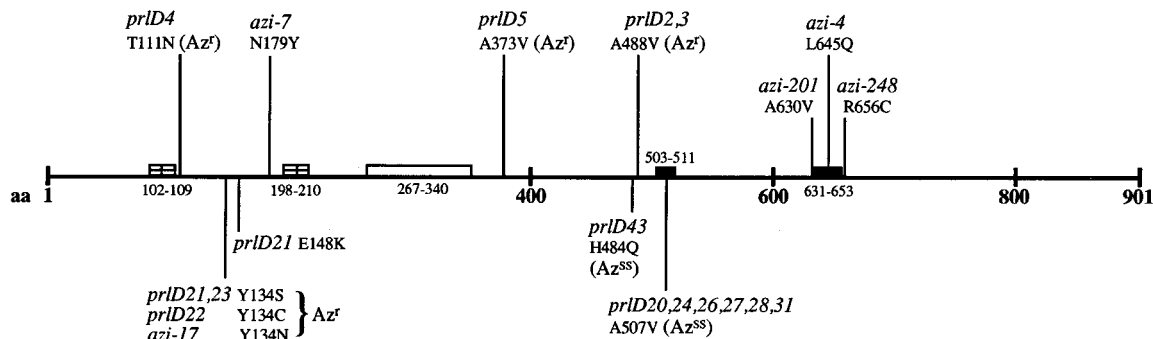 prlD4 azi-7 prlD5 prlD2,3 azi-4
T111N (Azʳ) N179Y A373V (Azʳ) A488V (Azʳ) L645Q
azi-201 azi-248
A630V R656C
503-511
102-109 198-210 267-340 631-653
aa 1 400 600 800 901
prlD21 E148K
prlD43
H484Q
(Azˢˢ)
prlD21,23 Y134S
prlD22 Y134C } Azʳ
azi-17 Y134N
prlD20,24,26,27,28,31
A507V (Azˢˢ)